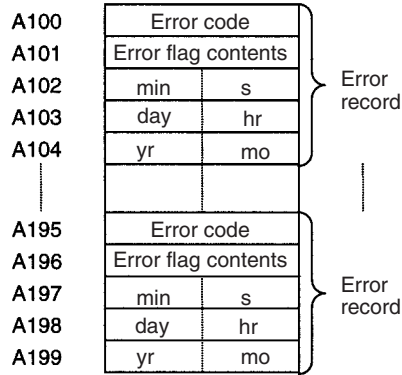 A100 Error code
A101 Error flag contents
A102 min s
A103 day hr
A104 yr mo
Error
record
A195 Error code
A196 Error flag contents
A197 min s
A198 day hr
A199 yr mo
Error
record